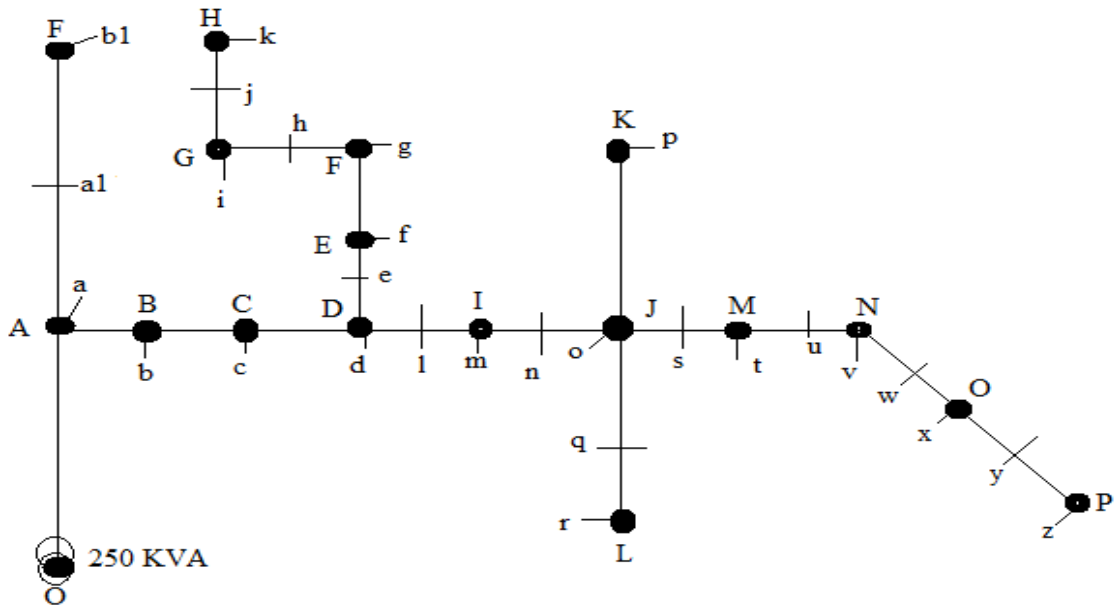 F b1
H k
j
h
K p
G F g
i
a1
E f
e
a
A B C D I J M N
b c d l m n o s t u v
w O
x
q y
r P
z
L
250 KVA
O